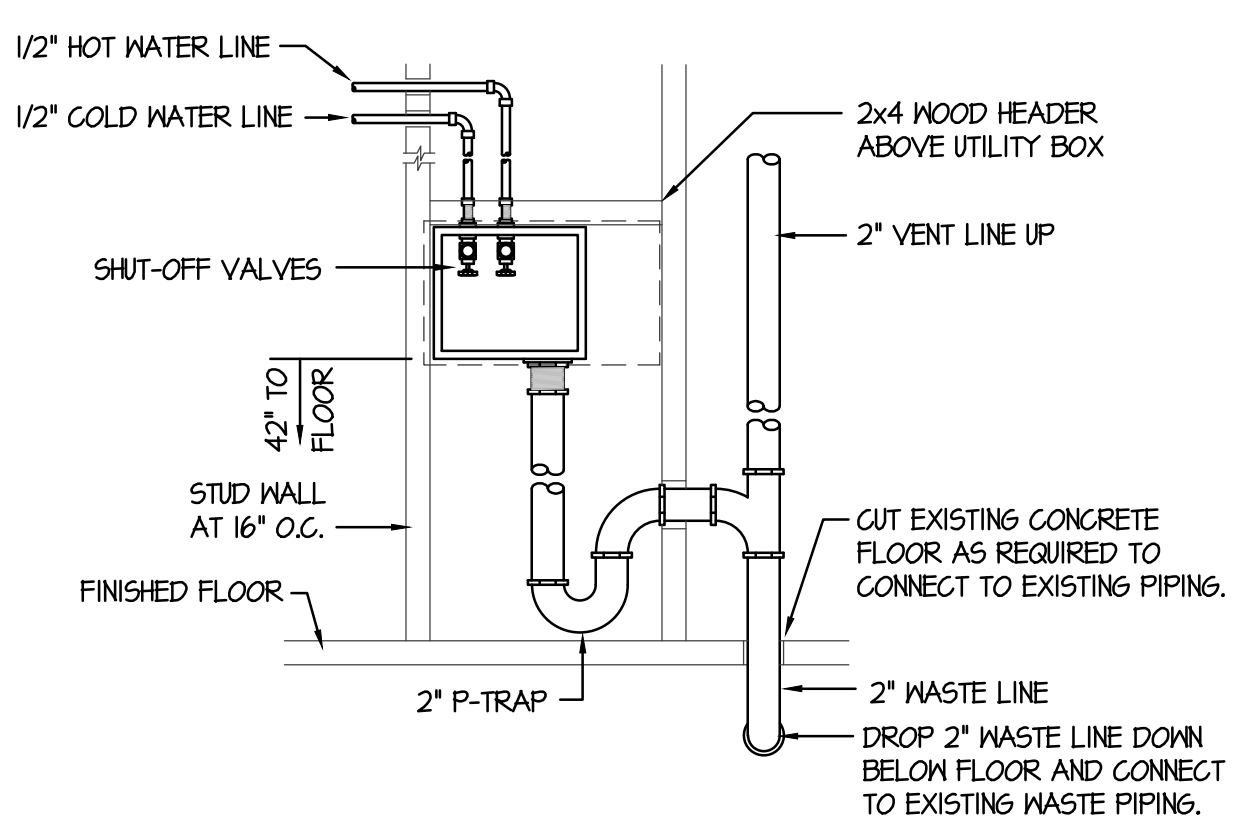 1/2" HOT WATER LINE
1/2" COLD WATER LINE
2x4 WOOD HEADER
ABOVE UTILITY BOX
2" VENT LINE UP
SHUT-OFF VALVES
42" TO
FLOOR
STUD WALL
AT 16" O.C.
CUT EXISTING CONCRETE
FLOOR AS REQUIRED TO
CONNECT TO EXISTING PIPING.
FINISHED FLOOR
2" P-TRAP
2" WASTE LINE
DROP 2" WASTE LINE DOWN
BELOW FLOOR AND CONNECT
TO EXISTING WASTE PIPING.